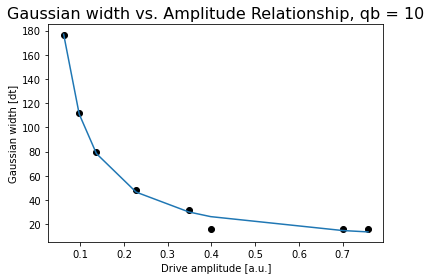 Gaussian width vs. Amplitude Relationship, qb = 10
180
160
140
120
100
80
60
40
20
Gaussian width [dt]
0.1 0.2 0.3 0.4 0.5 0.6 0.7
Drive amplitude [a.u.]